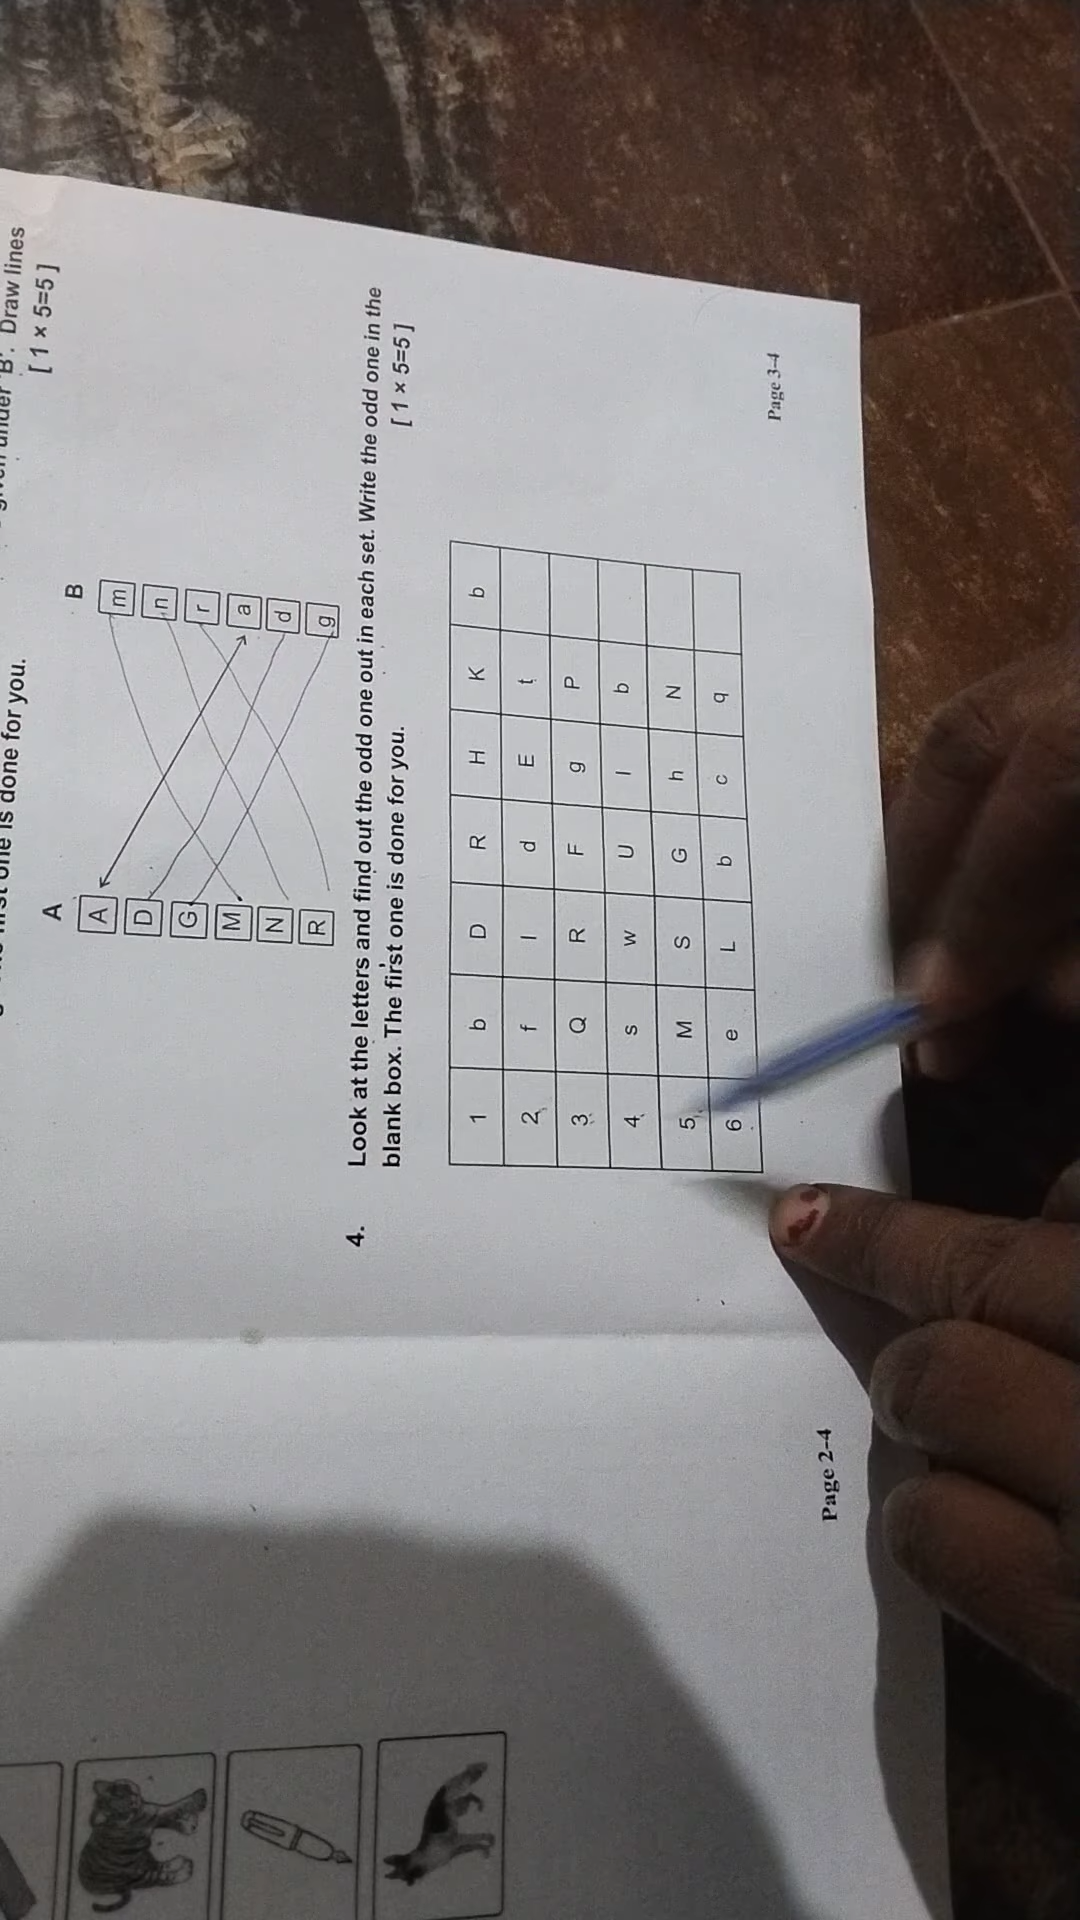 B'. Draw lines
one is done for you. [ 1 × 5=5 ]
A B
A m
D n
G r
M a
N d
R g
4. Look at the letters and find out the odd one out in each set. Write the odd one in the
blank box. The first one is done for you. [ 1 × 5=5 ]
1 b D R H K b
2. f l d E t
3. Q R F g P
4. s w U l b
5. M S G h N
6. e L b c q
Page 3-4
Page 2-4